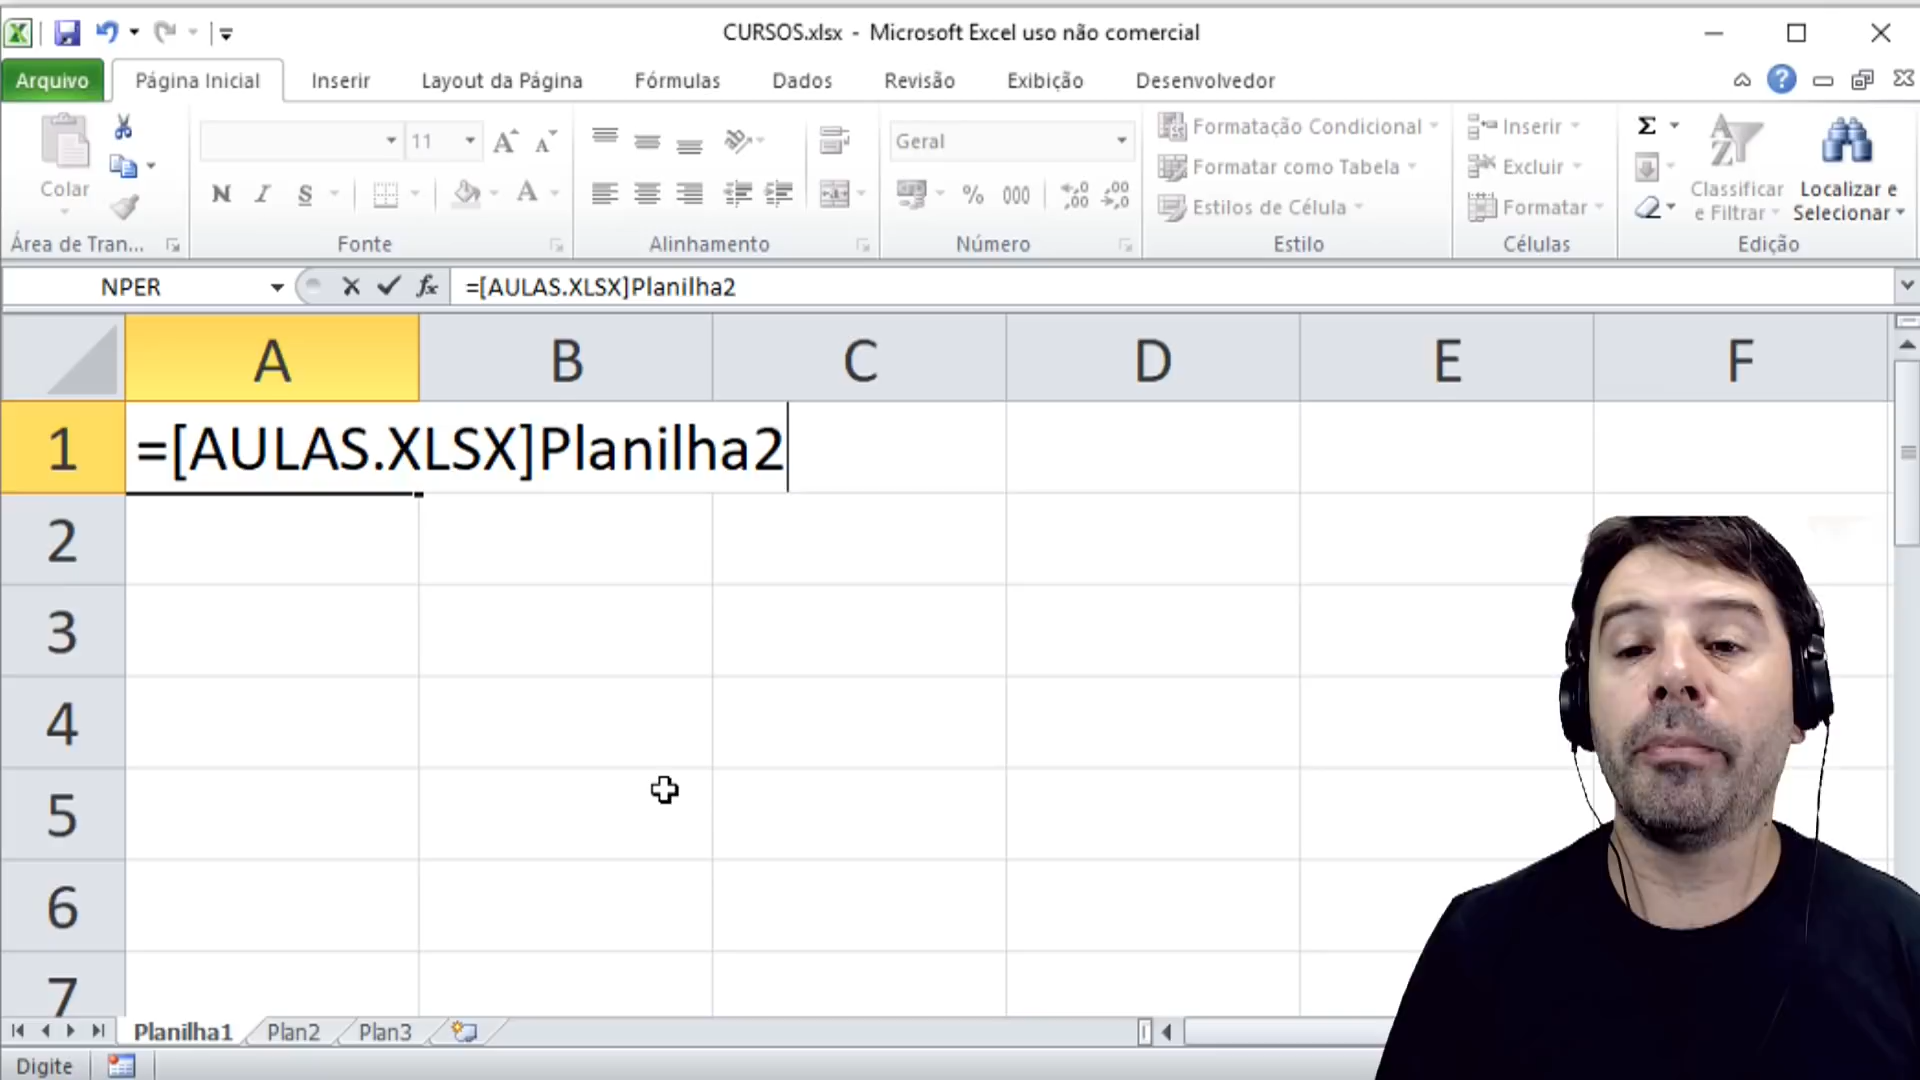 CURSOS.xlsx - Microsoft Excel uso não comercial
Arquivo Página Inicial Inserir Layout da Página Fórmulas Dados Revisão Exibição Desenvolvedor
Colar
Área de Tran...
11
N I S
Fonte
Alinhamento
Geral
% 000
Número
Formatação Condicional
Formatar como Tabela
Estilos de Célula
Estilo
Inserir
Excluir
Formatar
Células
Σ
Classificar e Filtrar
Localizar e Selecionar
Edição
NPER fx =[AULAS.XLSX]Planilha2
A B C D E F
1 =[AULAS.XLSX]Planilha2
2
3
4
5
6
7
Planilha1 Plan2 Plan3
Digite